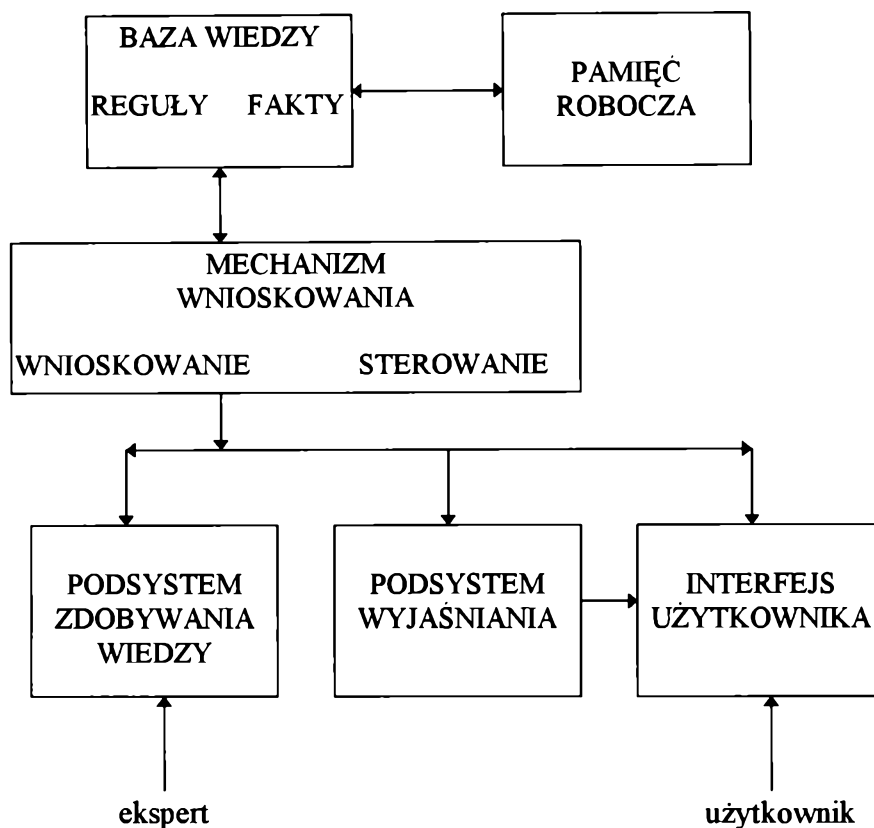 BAZA WIEDZY
REGUŁY FAKTY
PAMIĘĆ
ROBOCZA
MECHANIZM
WNIOSKOWANIA
WNIOSKOWANIE STEROWANIE
PODSYSTEM
ZDOBYWANIA
WIEDZY
PODSYSTEM
WYJAŚNIANIA
INTERFEJS
UŻYTKOWNIKA
ekspert
użytkownik